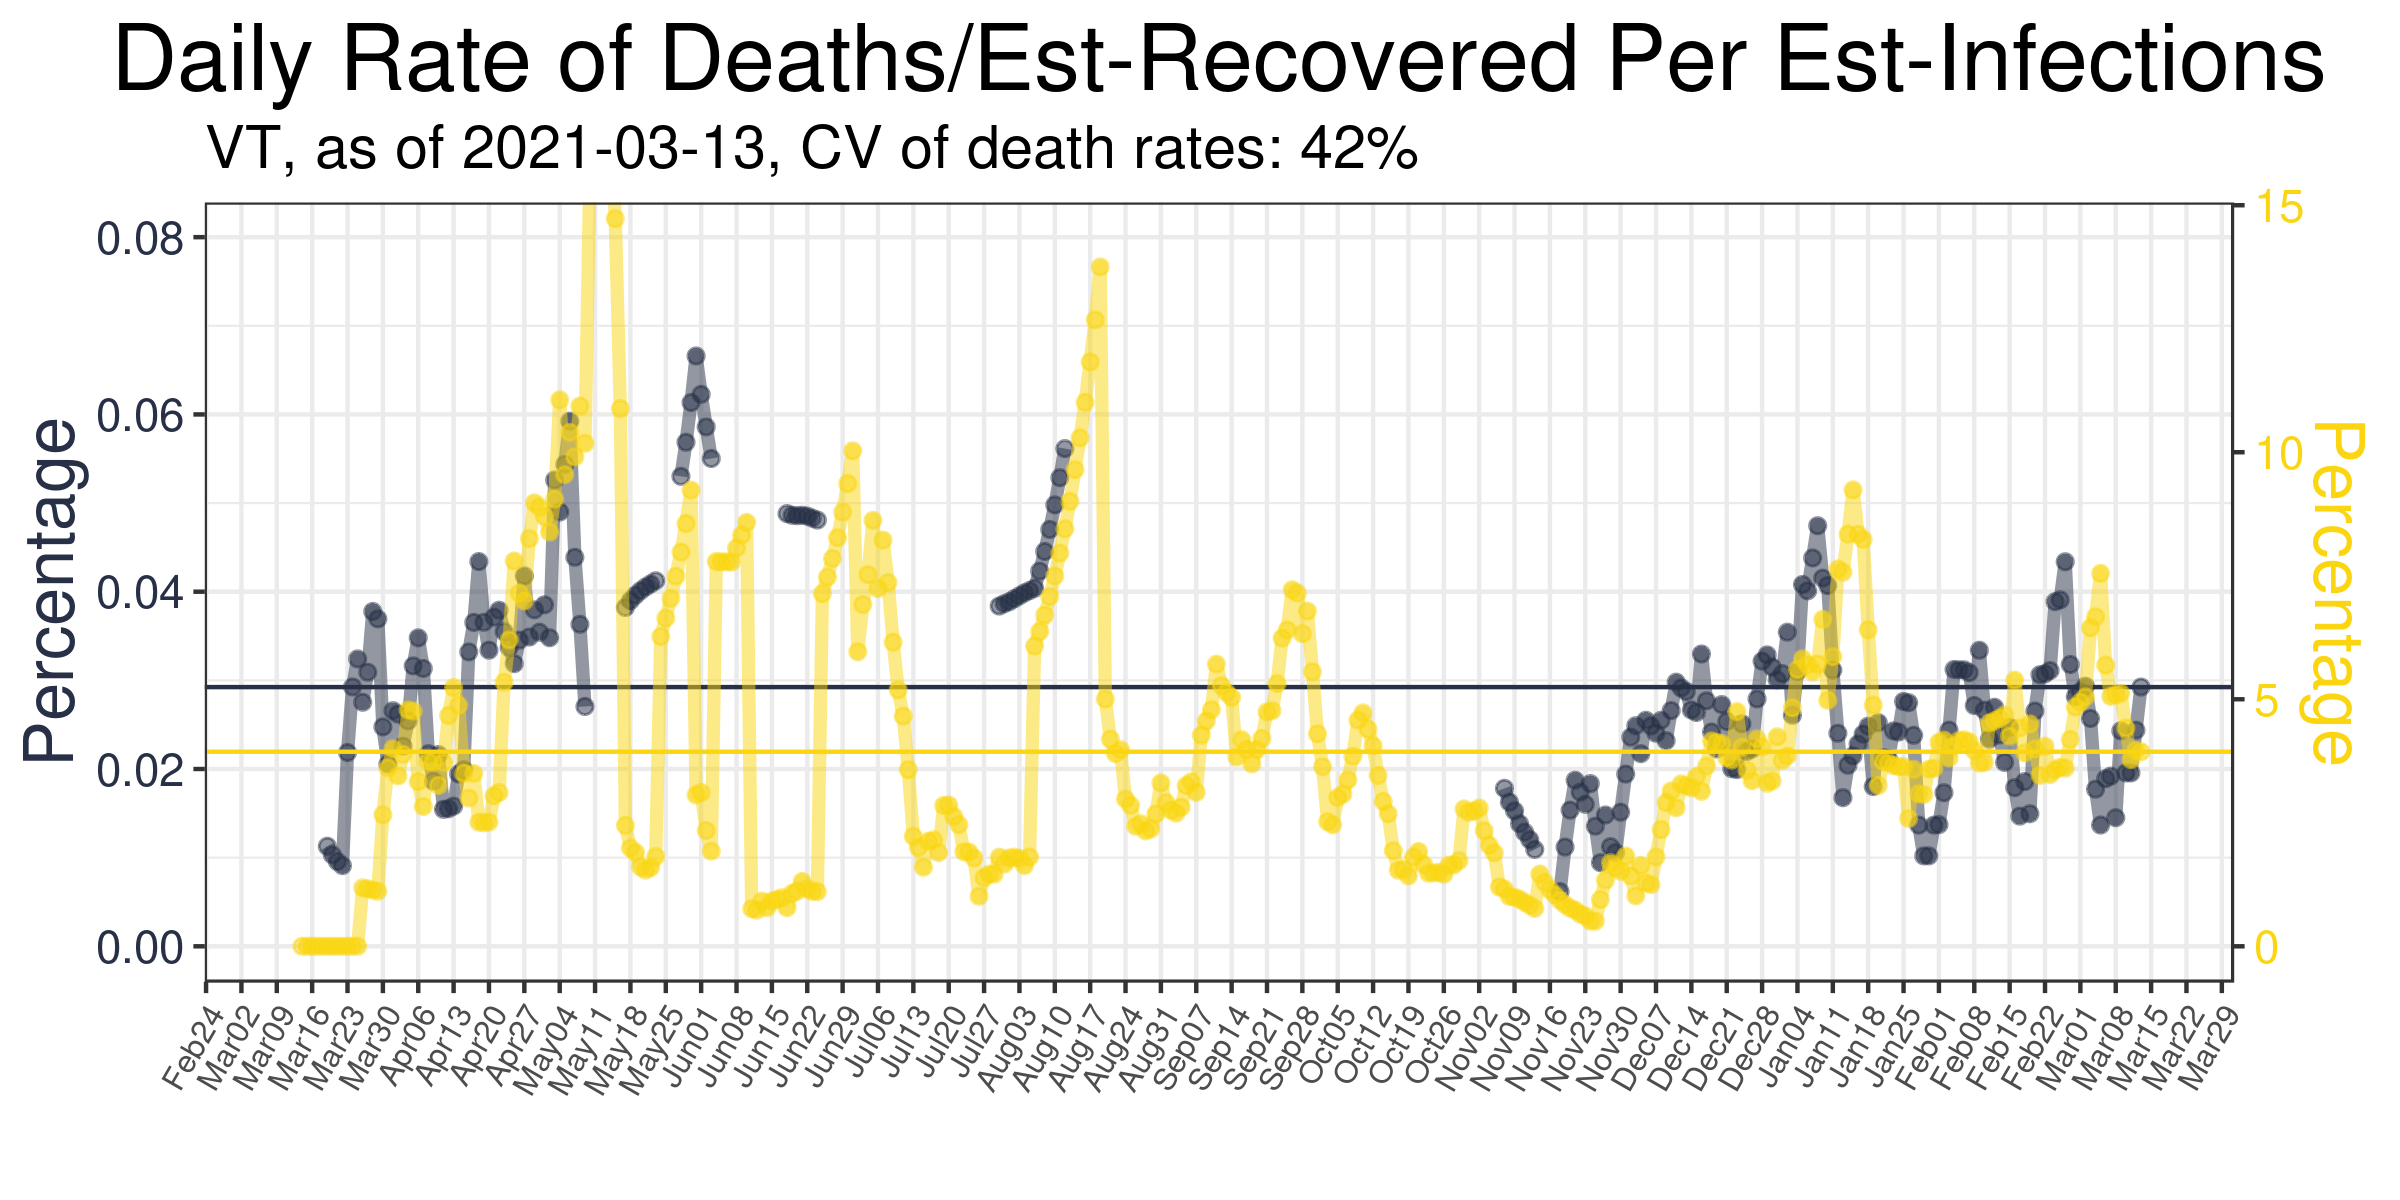 Daily Rate of Deaths/Est-Recovered Per Est-Infections
VT, as of 2021-03-13, CV of death rates: 42%
Percentage
0.08
0.06
0.04
0.02
0.00
15
10
5
0
Percentage
Feb24
Mar02
Mar09
Mar16
Mar23
Mar30
Apr06
Apr13
Apr20
Apr27
May04
May11
May18
May25
Jun01
Jun08
Jun15
Jun22
Jun29
Jul06
Jul13
Jul20
Jul27
Aug03
Aug10
Aug17
Aug24
Aug31
Sep07
Sep14
Sep21
Sep28
Oct05
Oct12
Oct19
Oct26
Nov02
Nov09
Nov16
Nov23
Nov30
Dec07
Dec14
Dec21
Dec28
Jan04
Jan11
Jan18
Jan25
Feb01
Feb08
Feb15
Feb22
Mar01
Mar08
Mar15
Mar22
Mar29